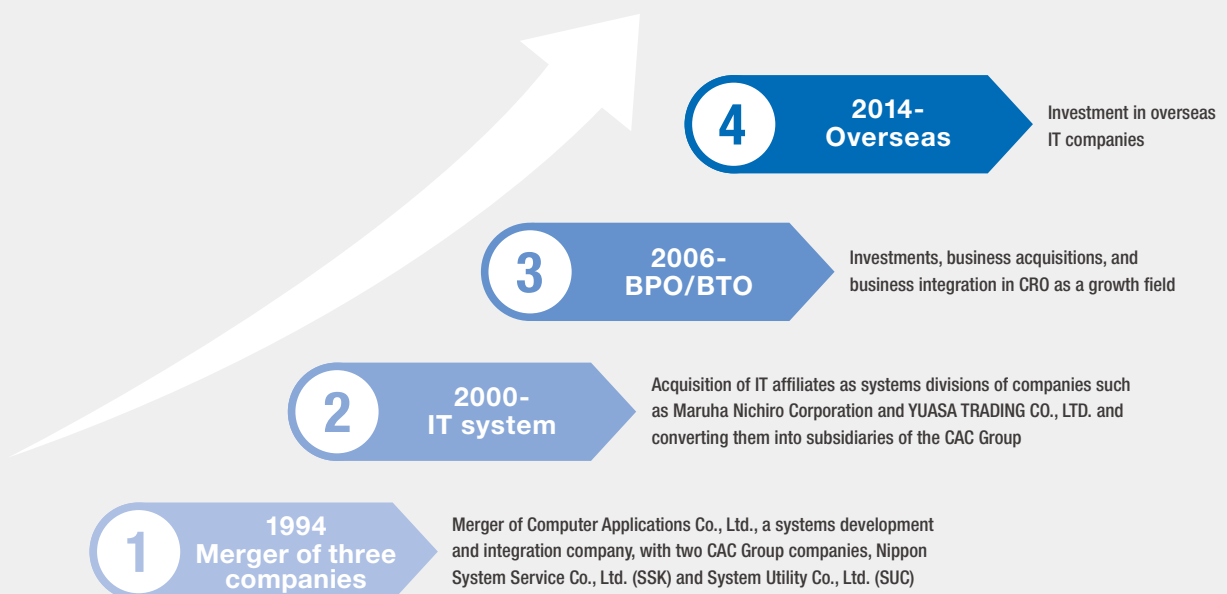 4
2014-
Overseas
Investment in overseas
IT companies
3
2006-
BPO/BTO
Investments, business acquisitions, and
business integration in CRO as a growth field
2
2000-
IT system
Acquisition of IT affiliates as systems divisions of companies such
as Maruha Nichiro Corporation and YUASA TRADING CO., LTD. and
converting them into subsidiaries of the CAC Group
1
1994
Merger of three
companies
Merger of Computer Applications Co., Ltd., a systems development
and integration company, with two CAC Group companies, Nippon
System Service Co., Ltd. (SSK) and System Utility Co., Ltd. (SUC)